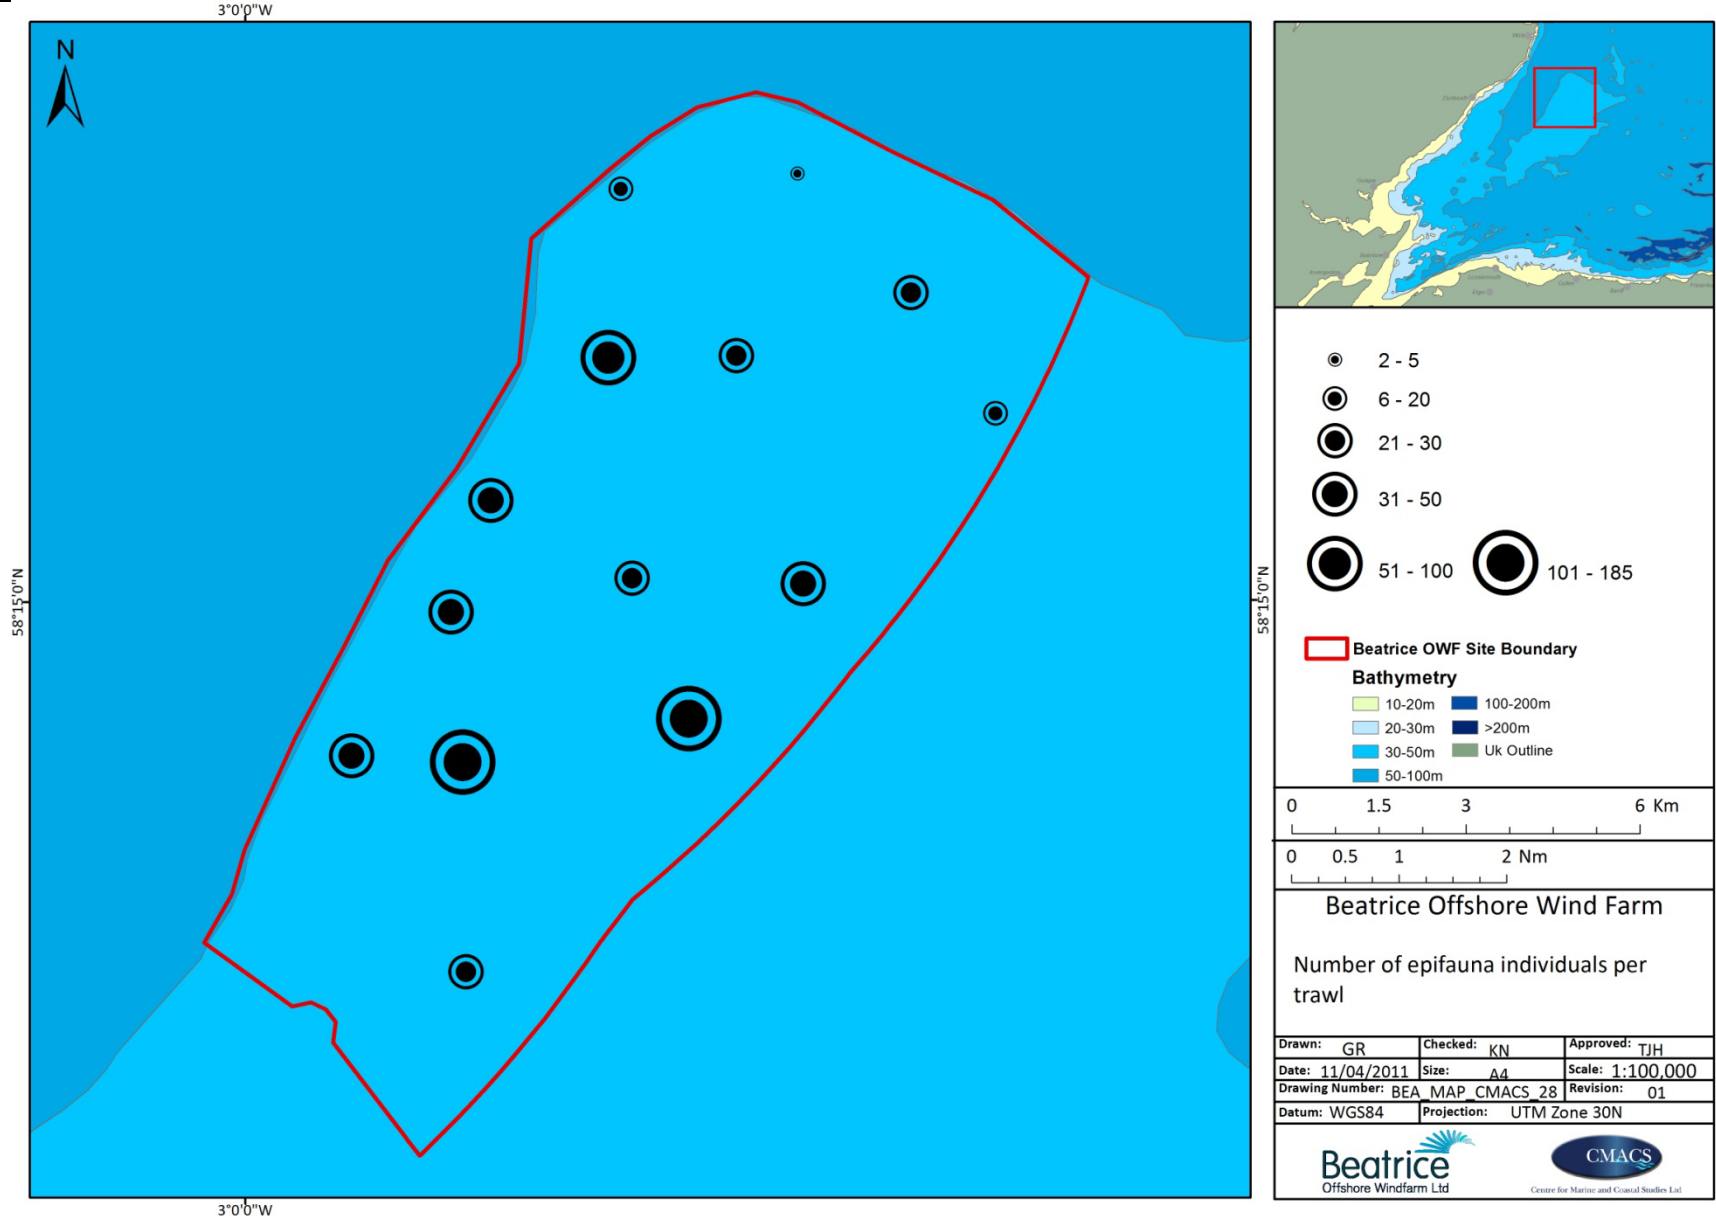 3°0'0"W
N
58°15'0"N
58°15'0"N
3°0'0"W
2 - 5
6 - 20
21 - 30
31 - 50
51 - 100
101 - 185
Beatrice OWF Site Boundary
Bathymetry
10-20m
100-200m
20-30m
>200m
30-50m
Uk Outline
50-100m
0 1.5 3 6 Km
0 0.5 1 2 Nm
Beatrice Offshore Wind Farm
Number of epifauna individuals per
trawl
Drawn: GR Checked: KN Approved: TJH
Date: 11/04/2011 Size: A4 Scale: 1:100,000
Drawing Number: BEA_MAP_CMACS_28 Revision: 01
Datum: WGS84 Projection: UTM Zone 30N
Beatrice
Offshore Windfarm Ltd
CMACS
Centre for Marine and Coastal Studies Ltd